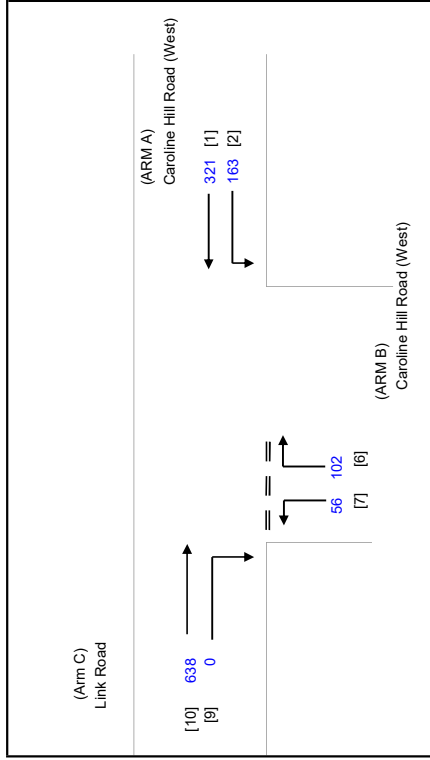 (Arm C)
Link Road
[10] 638
[9] 0
(ARM A)
Caroline Hill Road (West)
321 [1]
163 [2]
56 102
[7] [6]
(ARM B)
Caroline Hill Road (West)